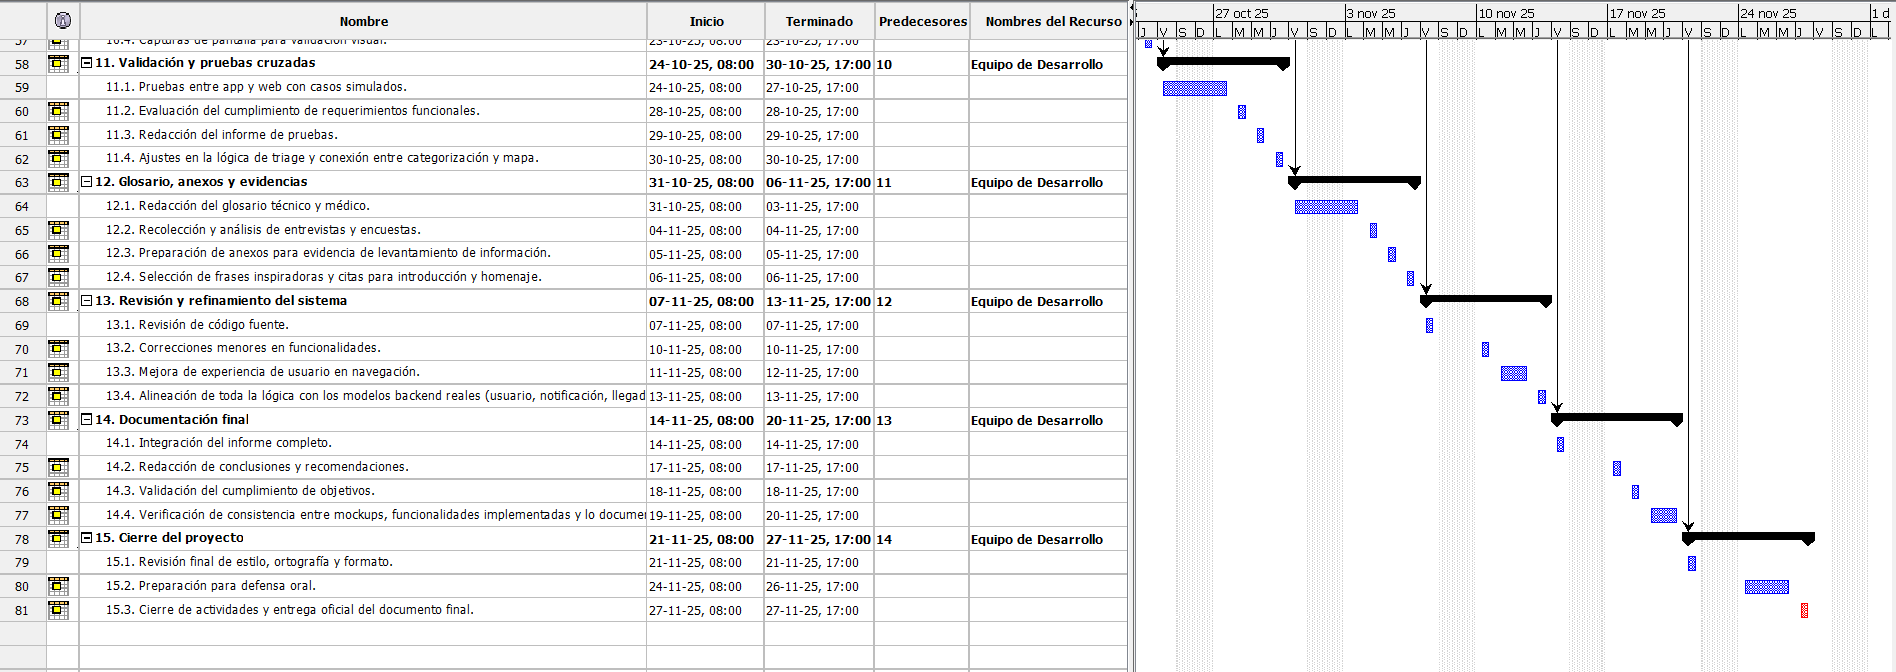 Nombre Inicio Terminado Predecesores Nombres del Recurso
27 oct 25 3 nov 25 10 nov 25 17 nov 25 24 nov 25 1 d
J V S D L M M J V S D L M M J V S D L M M J V S D L M M J V S D L M M J V S D L
57 10.4. Capturas de pantalla para validación visual. 23-10-25, 08:00 23-10-25, 17:00
58 11. Validación y pruebas cruzadas 24-10-25, 08:00 30-10-25, 17:00 10 Equipo de Desarrollo
59 11.1. Pruebas entre app y web con casos simulados. 24-10-25, 08:00 27-10-25, 17:00
60 11.2. Evaluación del cumplimiento de requerimientos funcionales. 28-10-25, 08:00 28-10-25, 17:00
61 11.3. Redacción del informe de pruebas. 29-10-25, 08:00 29-10-25, 17:00
62 11.4. Ajustes en la lógica de triage y conexión entre categorización y mapa. 30-10-25, 08:00 30-10-25, 17:00
63 12. Glosario, anexos y evidencias 31-10-25, 08:00 06-11-25, 17:00 11 Equipo de Desarrollo
64 12.1. Redacción del glosario técnico y médico. 31-10-25, 08:00 03-11-25, 17:00
65 12.2. Recolección y análisis de entrevistas y encuestas. 04-11-25, 08:00 04-11-25, 17:00
66 12.3. Preparación de anexos para evidencia de levantamiento de información. 05-11-25, 08:00 05-11-25, 17:00
67 12.4. Selección de frases inspiradoras y citas para introducción y homenaje. 06-11-25, 08:00 06-11-25, 17:00
68 13. Revisión y refinamiento del sistema 07-11-25, 08:00 13-11-25, 17:00 12 Equipo de Desarrollo
69 13.1. Revisión de código fuente. 07-11-25, 08:00 07-11-25, 17:00
70 13.2. Correcciones menores en funcionalidades. 10-11-25, 08:00 10-11-25, 17:00
71 13.3. Mejora de experiencia de usuario en navegación. 11-11-25, 08:00 12-11-25, 17:00
72 13.4. Alineación de toda la lógica con los modelos backend reales (usuario, notificación, llegad 13-11-25, 08:00 13-11-25, 17:00
73 14. Documentación final 14-11-25, 08:00 20-11-25, 17:00 13 Equipo de Desarrollo
74 14.1. Integración del informe completo. 14-11-25, 08:00 14-11-25, 17:00
75 14.2. Redacción de conclusiones y recomendaciones. 17-11-25, 08:00 17-11-25, 17:00
76 14.3. Validación del cumplimiento de objetivos. 18-11-25, 08:00 18-11-25, 17:00
77 14.4. Verificación de consistencia entre mockups, funcionalidades implementadas y lo docume 19-11-25, 08:00 20-11-25, 17:00
78 15. Cierre del proyecto 21-11-25, 08:00 27-11-25, 17:00 14 Equipo de Desarrollo
79 15.1. Revisión final de estilo, ortografía y formato. 21-11-25, 08:00 21-11-25, 17:00
80 15.2. Preparación para defensa oral. 24-11-25, 08:00 26-11-25, 17:00
81 15.3. Cierre de actividades y entrega oficial del documento final. 27-11-25, 08:00 27-11-25, 17:00